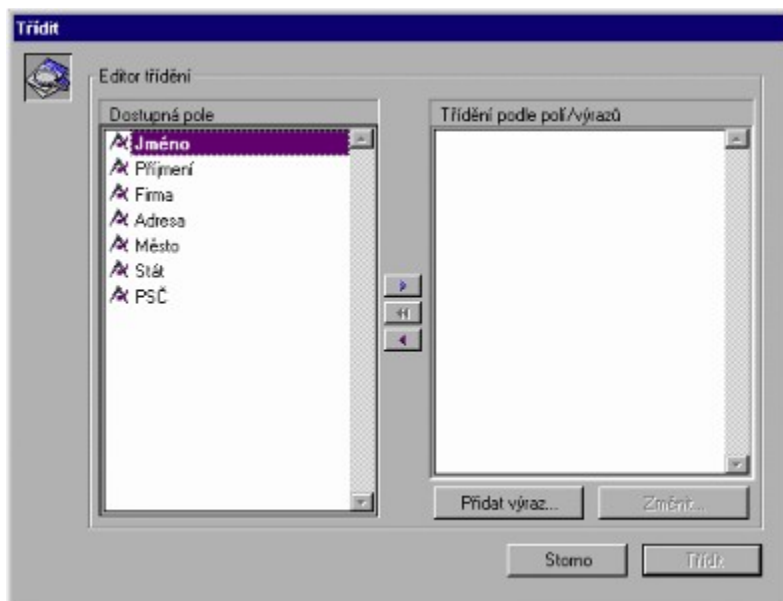 Třídit
Editor třídění
Dostupná pole
Jméno
Příjmení
Firma
Adresa
Město
Stát
PSČ
Třídění podle polí/výrazů
Přidat výraz...
Změnit...
Storno
Třídit